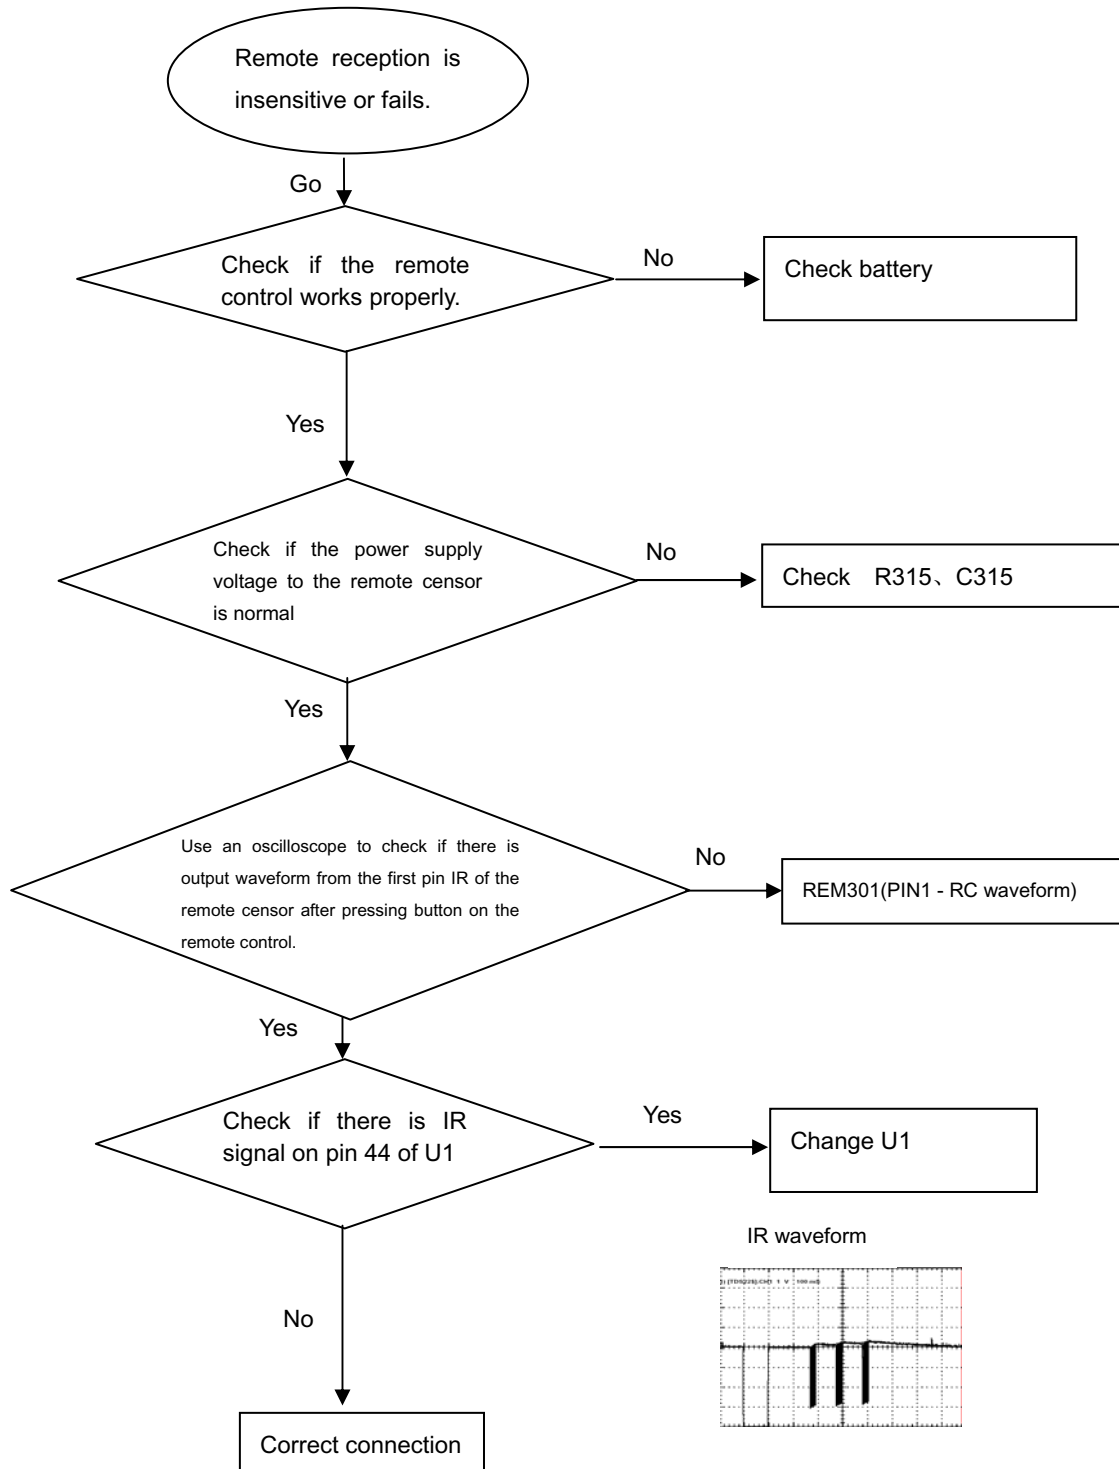 Remote reception is
insensitive or fails.
Go
Check if the remote
control works properly.
No
Check battery
Yes
Check if the power supply
voltage to the remote censor
is normal
No
Check R315、C315
Yes
Use an oscilloscope to check if there is
output waveform from the first pin IR of the
remote censor after pressing button on the
remote control.
No
REM301(PIN1 - RC waveform)
Yes
Check if there is IR
signal on pin 44 of U1
Yes
Change U1
IR waveform
No
Correct connection